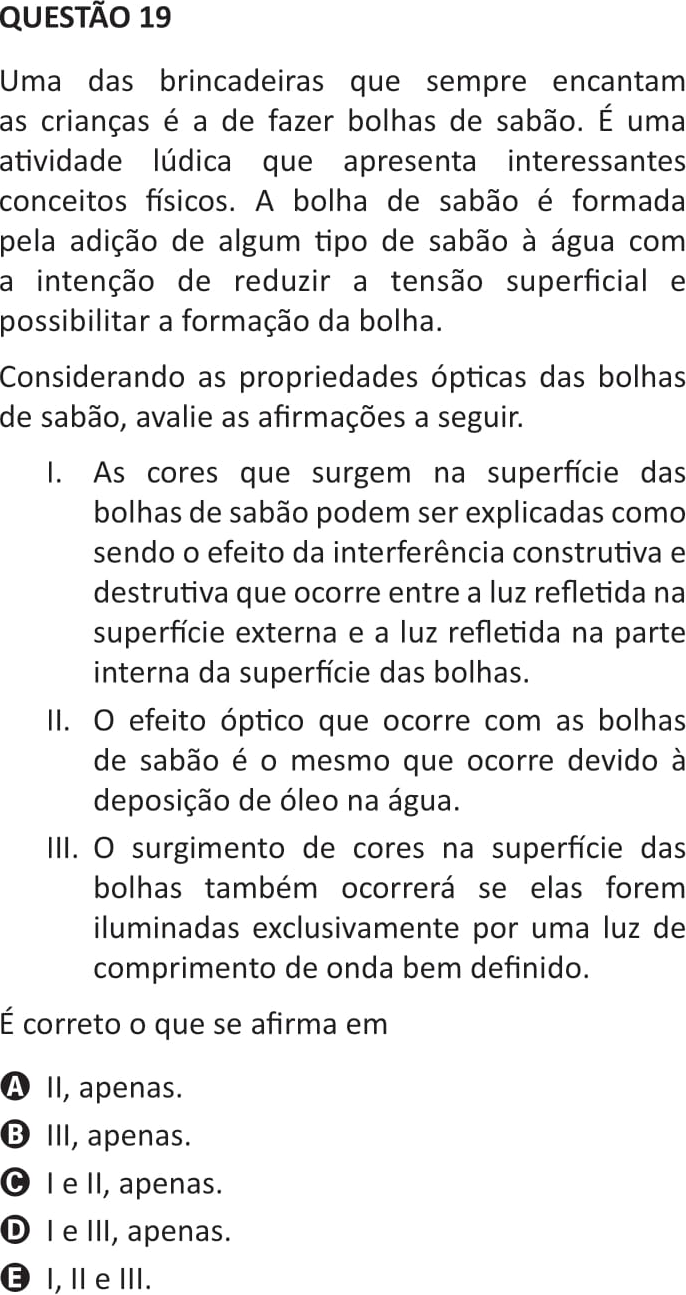 QUESTÃO 19
Uma das brincadeiras que sempre encantam
as crianças é a de fazer bolhas de sabão. É uma
atividade lúdica que apresenta interessantes
conceitos físicos. A bolha de sabão é formada
pela adição de algum tipo de sabão à água com
a intenção de reduzir a tensão superficial e
possibilitar a formação da bolha.
Considerando as propriedades ópticas das bolhas
de sabão, avalie as afirmações a seguir.
I. As cores que surgem na superfície das
bolhas de sabão podem ser explicadas como
sendo o efeito da interferência construtiva e
destrutiva que ocorre entre a luz refletida na
superfície externa e a luz refletida na parte
interna da superfície das bolhas.
II. O efeito óptico que ocorre com as bolhas
de sabão é o mesmo que ocorre devido à
deposição de óleo na água.
III. O surgimento de cores na superfície das
bolhas também ocorrerá se elas forem
iluminadas exclusivamente por uma luz de
comprimento de onda bem definido.
É correto o que se afirma em
A II, apenas.
B III, apenas.
C I e II, apenas.
D I e III, apenas.
E I, II e III.